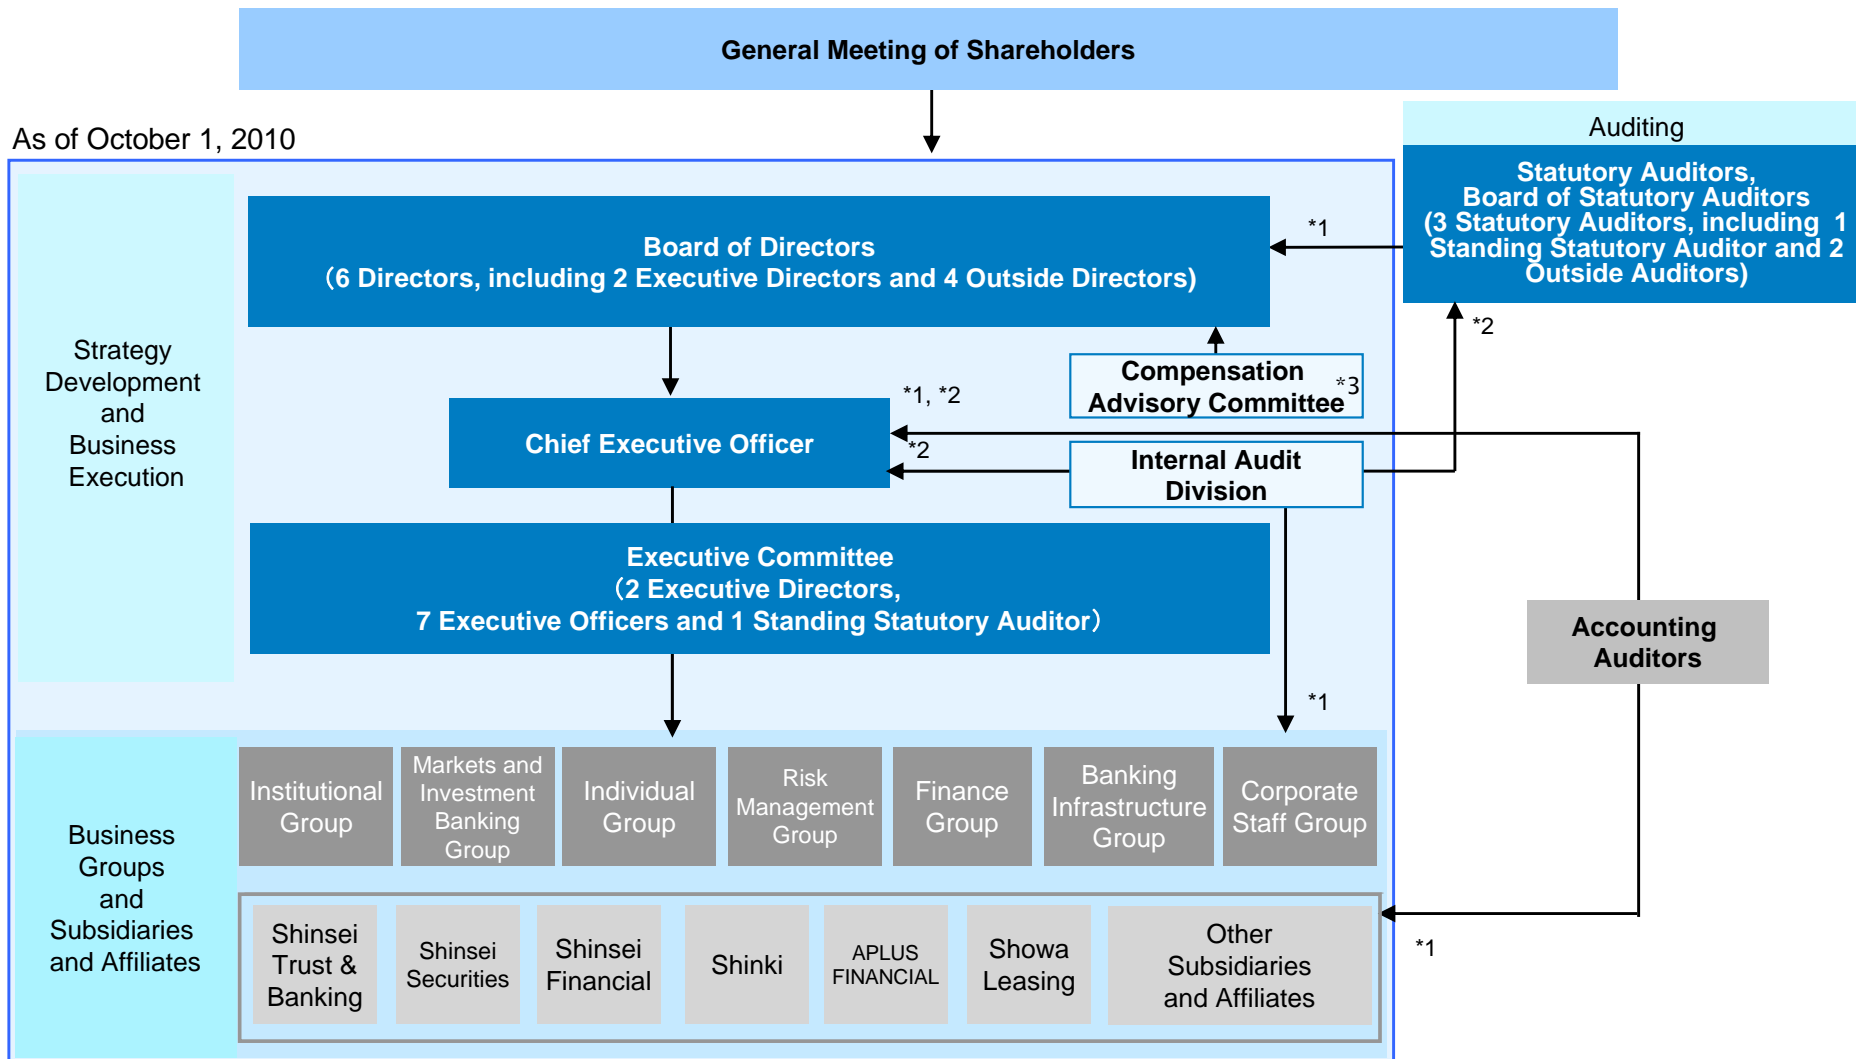 General Meeting of Shareholders
As of October 1, 2010
Auditing
Statutory Auditors,
Board of Statutory Auditors
(3 Statutory Auditors, including 1
Standing Statutory Auditor and 2
Outside Auditors)
Strategy
Development
and
Business
Execution
Board of Directors
（6 Directors, including 2 Executive Directors and 4 Outside Directors)
*1
*2
Compensation
Advisory Committee*3
*1, *2
Chief Executive Officer
*2
Internal Audit
Division
Executive Committee
（2 Executive Directors,
7 Executive Officers and 1 Standing Statutory Auditor）
Accounting
Auditors
*1
Business
Groups
and
Subsidiaries
and Affiliates
Institutional
Group
Markets and
Investment
Banking
Group
Individual
Group
Risk
Management
Group
Finance
Group
Banking
Infrastructure
Group
Corporate
Staff Group
Shinsei
Trust &
Banking
Shinsei
Securities
Shinsei
Financial
Shinki
APLUS
FINANCIAL
Showa
Leasing
Other
Subsidiaries
and Affiliates
*1